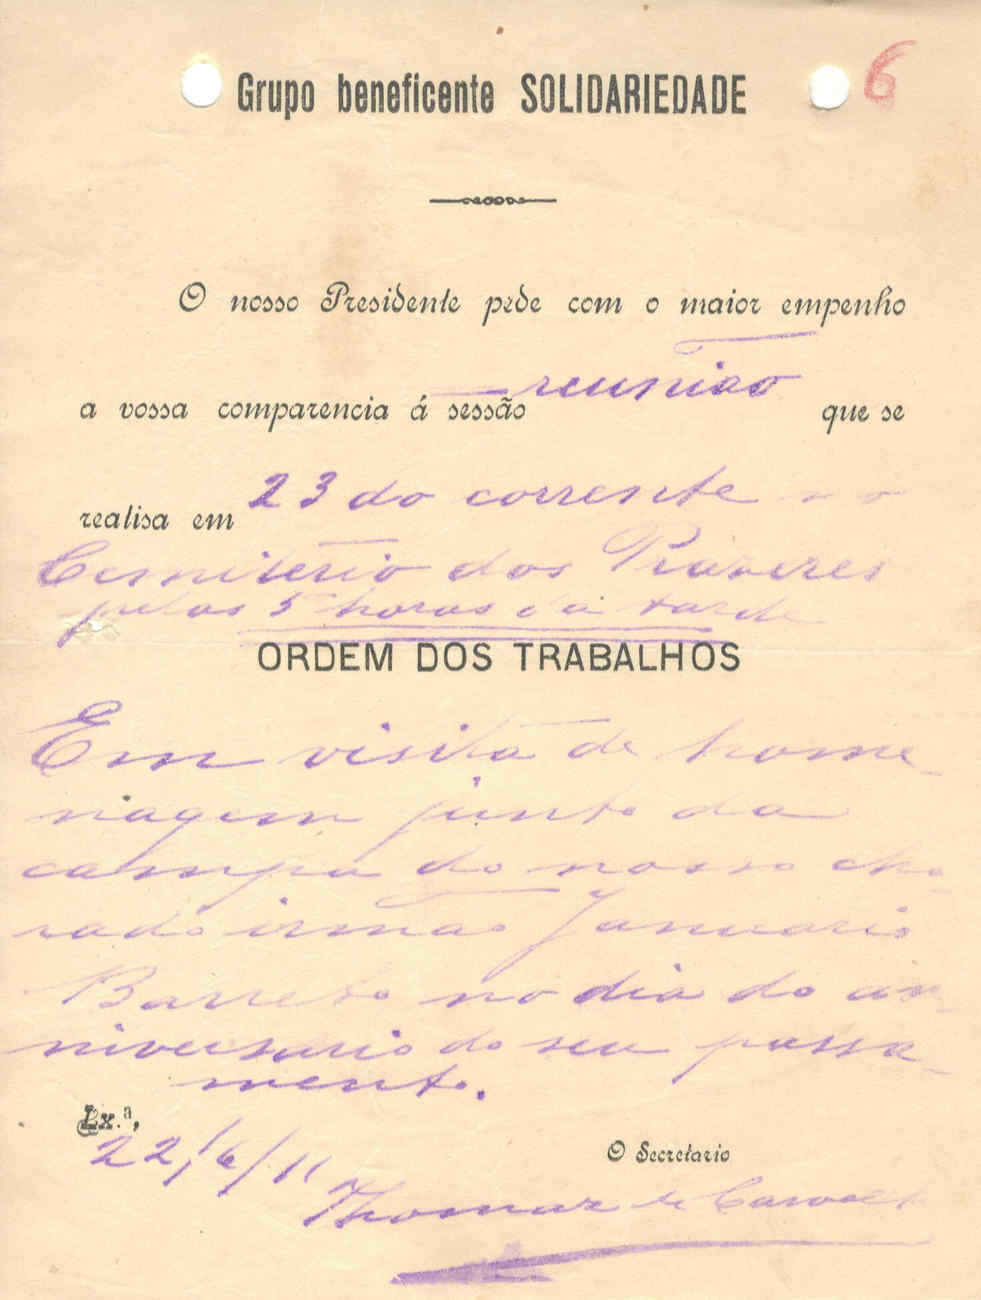 6
Grupo beneficente SOLIDARIEDADE
O nosso Presidente pede com o maior empenho
a vossa comparencia á sessão reunião que se
realisa em 23 do corrente no
Cemiterio dos Prazeres
pelas 5 horas da tarde
ORDEM DOS TRABALHOS
Em visita de home-
nagem junto da
campa do nosso cho-
rado irmão Januario
Barreto no dia do an-
niversario do seu passa-
mento.
Lx.ª,
22/6/11
O Secretario
Thomaz de